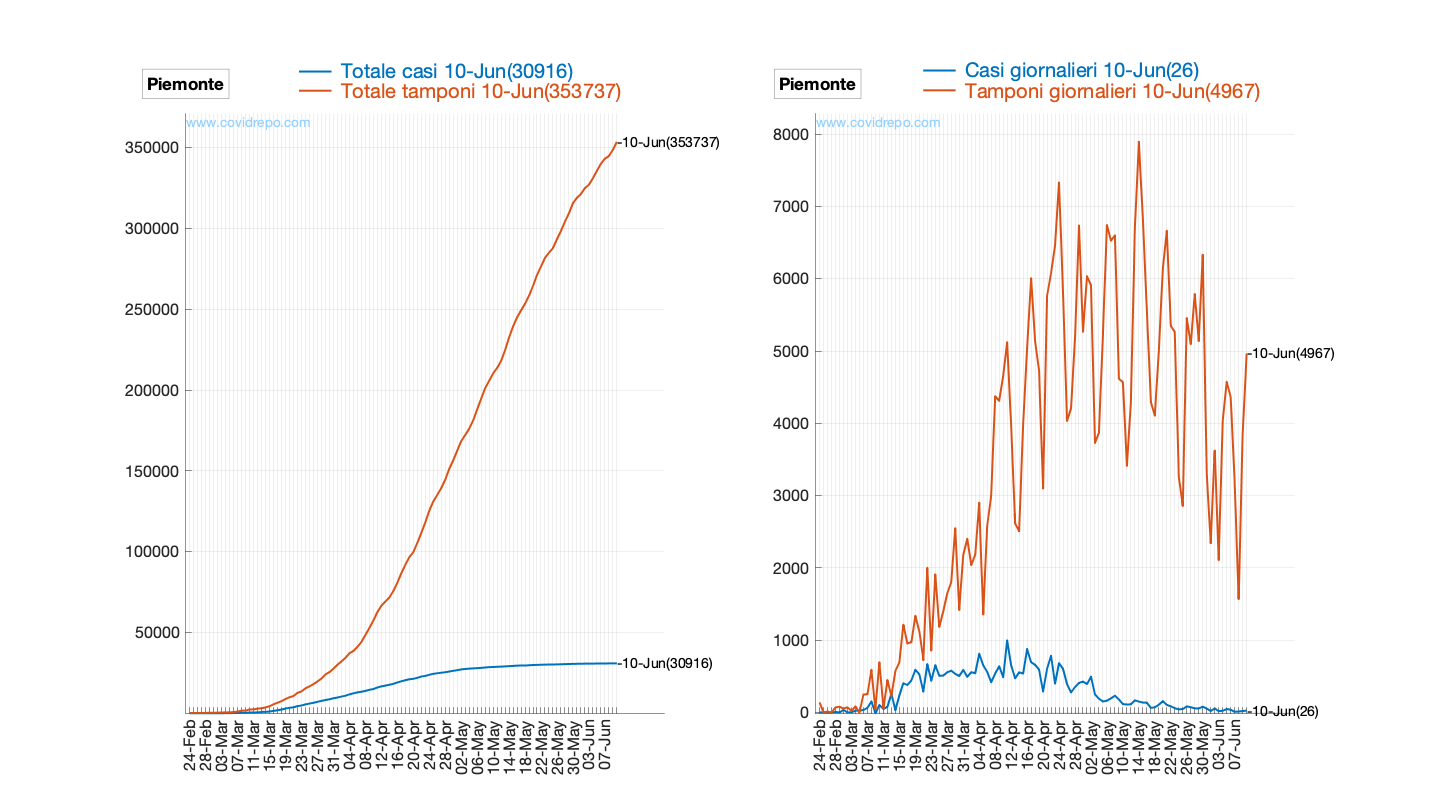 Piemonte
Totale casi 10-Jun(30916)
Totale tamponi 10-Jun(353737)
www.covidrepo.com
350000
300000
250000
200000
150000
100000
50000
10-Jun(353737)
10-Jun(30916)
24-Feb
28-Feb
03-Mar
07-Mar
11-Mar
15-Mar
19-Mar
23-Mar
27-Mar
31-Mar
04-Apr
08-Apr
12-Apr
16-Apr
20-Apr
24-Apr
28-Apr
02-May
06-May
10-May
14-May
18-May
22-May
26-May
30-May
03-Jun
07-Jun
Piemonte
Casi giornalieri 10-Jun(26)
Tamponi giornalieri 10-Jun(4967)
www.covidrepo.com
8000
7000
6000
5000
4000
3000
2000
1000
0
10-Jun(4967)
10-Jun(26)
24-Feb
28-Feb
03-Mar
07-Mar
11-Mar
15-Mar
19-Mar
23-Mar
27-Mar
31-Mar
04-Apr
08-Apr
12-Apr
16-Apr
20-Apr
24-Apr
28-Apr
02-May
06-May
10-May
14-May
18-May
22-May
26-May
30-May
03-Jun
07-Jun